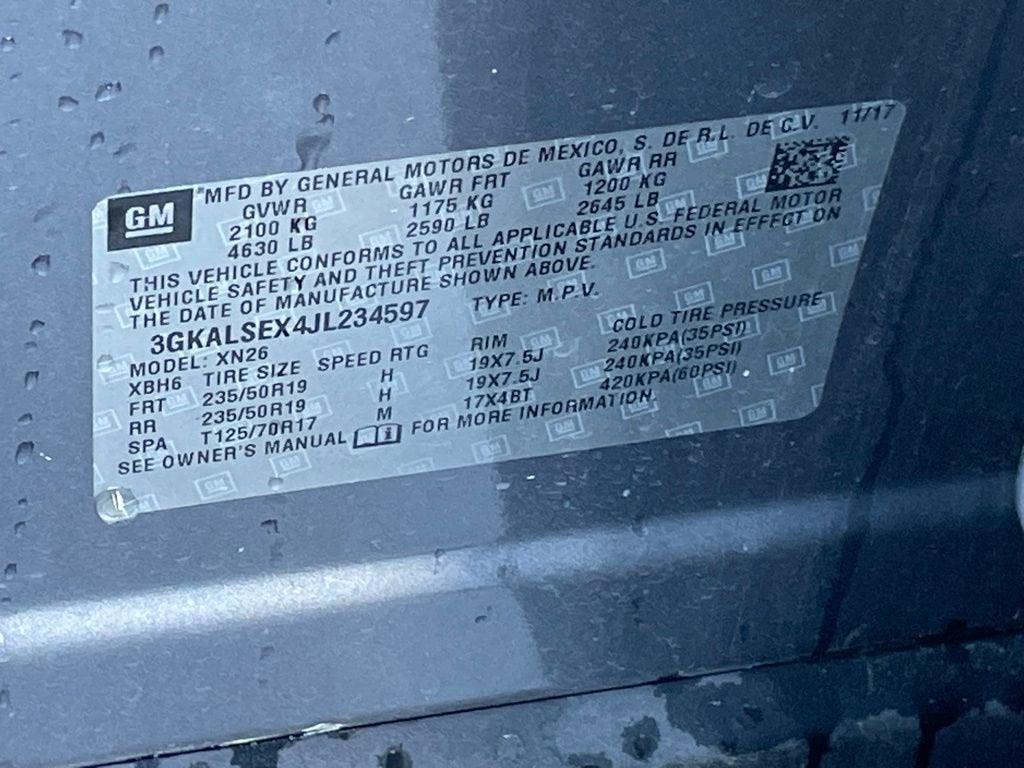 GM
MFD BY GENERAL MOTORS DE MEXICO, S. DE R.L. DE C.V. 11/17
GVWR GAWR FRT GAWR RR
2100 KG 1175 KG 1200 KG
4630 LB 2590 LB 2645 LB
THIS VEHICLE CONFORMS TO ALL APPLICABLE U.S. FEDERAL MOTOR
VEHICLE SAFETY AND THEFT PREVENTION STANDARDS IN EFFECT ON
THE DATE OF MANUFACTURE SHOWN ABOVE.
3GKALSEX4JL234597 TYPE: M.P.V.
MODEL: XN26
XBH6 TIRE SIZE SPEED RTG RIM COLD TIRE PRESSURE
FRT 235/50R19 H 19X7.5J 240KPA(35PSI)
RR 235/50R19 H 19X7.5J 240KPA(35PSI)
SPA T125/70R17 M 17X4BT 420KPA(60PSI)
SEE OWNER'S MANUAL FOR MORE INFORMATION